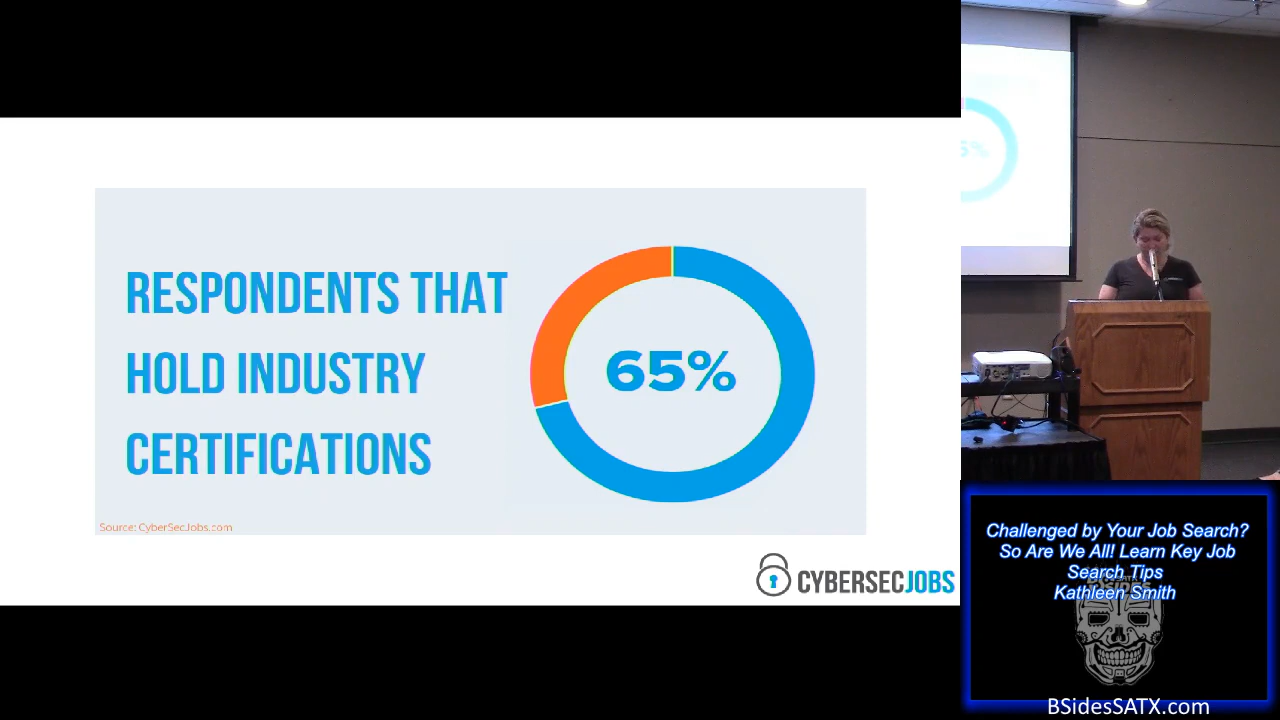 RESPONDENTS THAT
HOLD INDUSTRY
CERTIFICATIONS
65%
Source: CyberSecJobs.com
CYBERSECJOBS
Challenged by Your Job Search?
So Are We All! Learn Key Job
Search Tips
Kathleen Smith
BSidesSATX.com